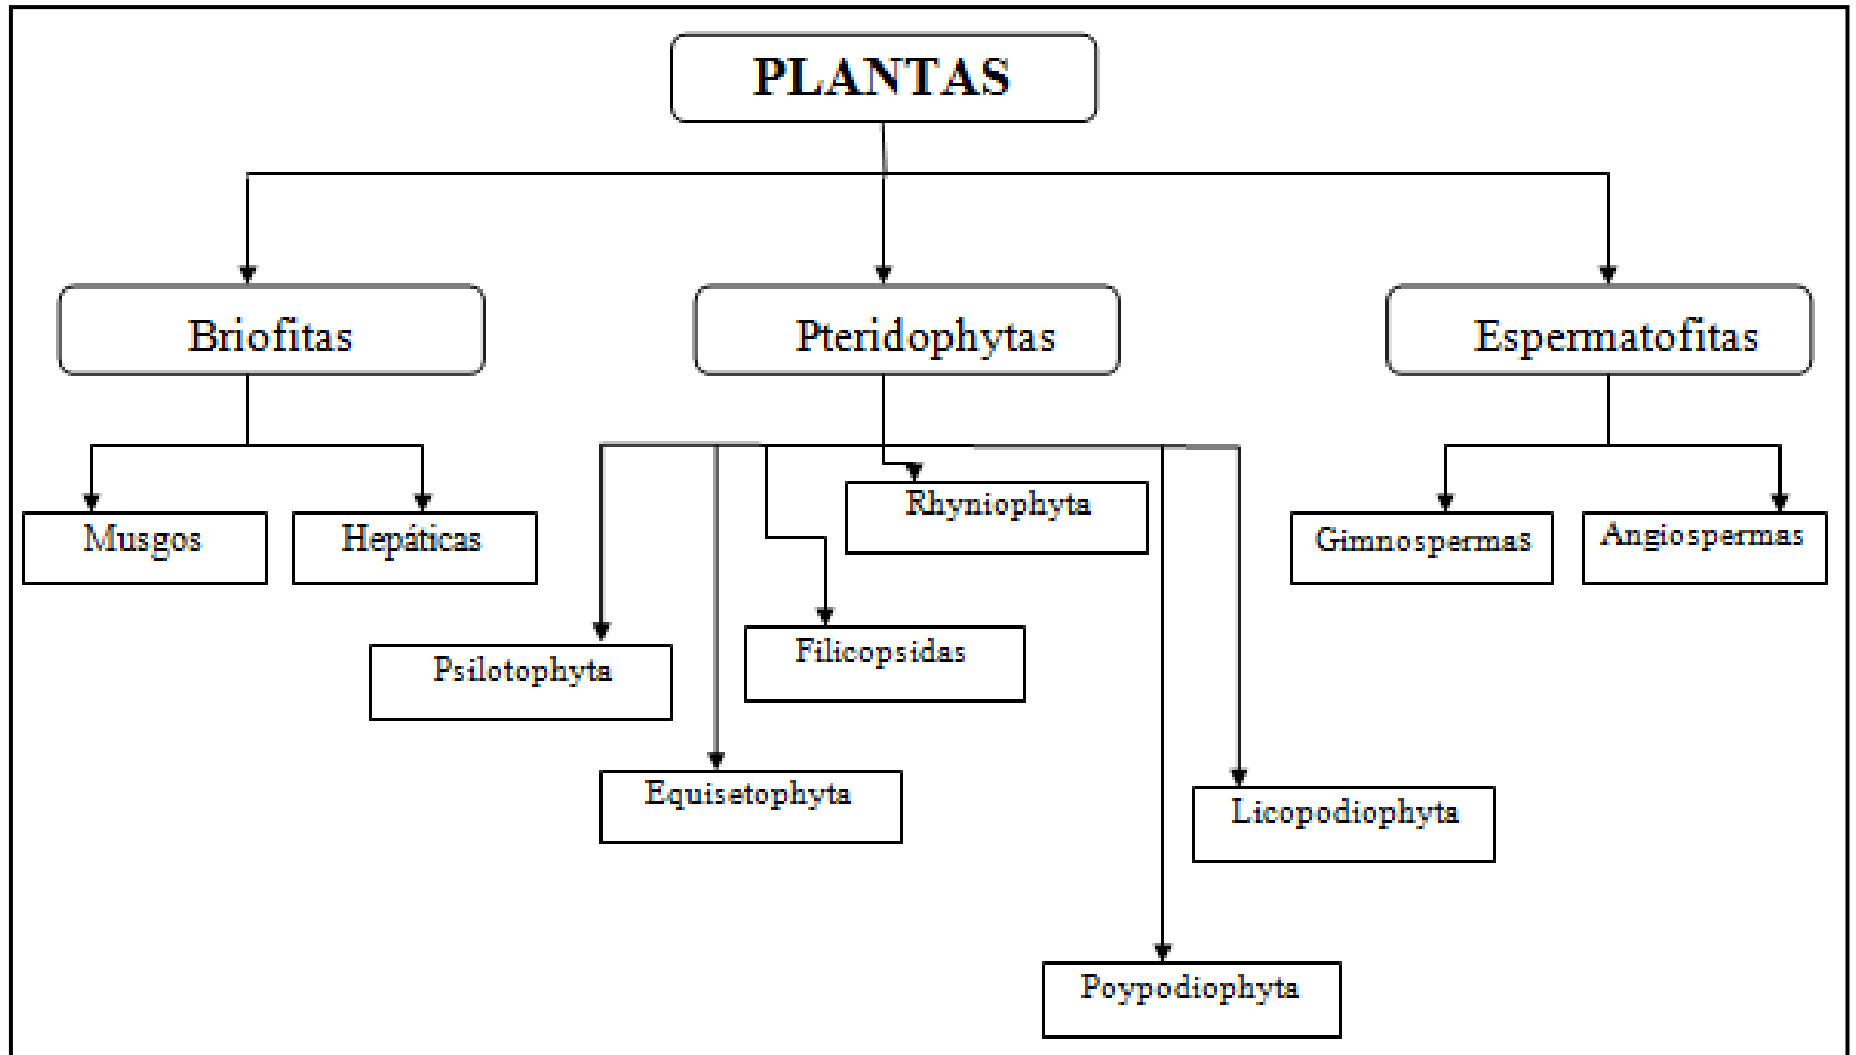 PLANTAS
Briofitas
Pteridophytas
Espermatofitas
Musgos
Hepáticas
Rhyniophyta
Gimnospermas
Angiospermas
Psilotophyta
Filicopsidas
Equisetophyta
Licopodiophyta
Poypodiophyta